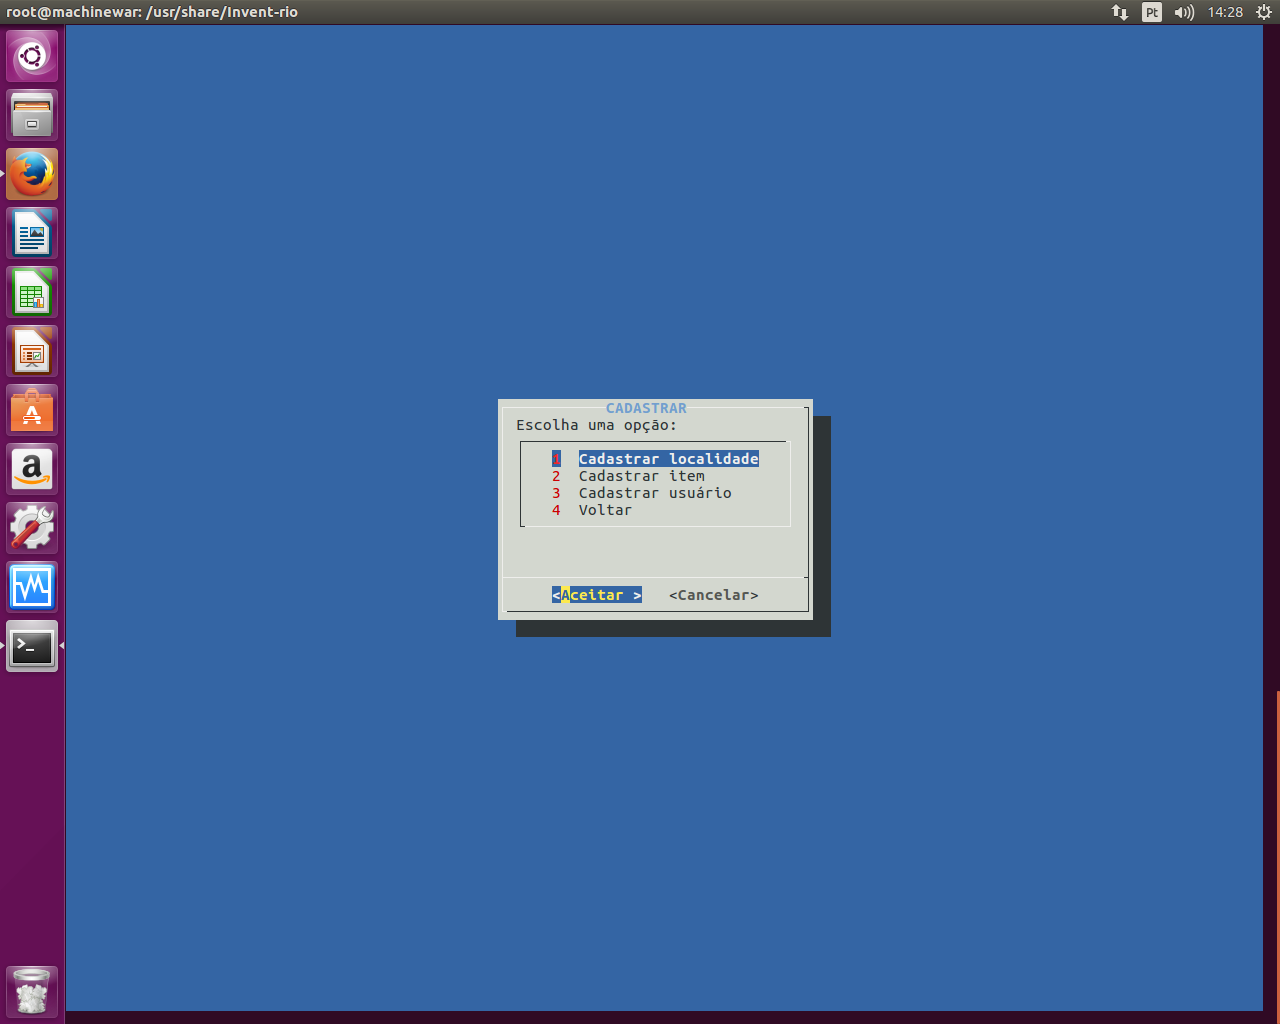 root@machinewar: /usr/share/Invent-rio
Pt
14:28
CADASTRAR
Escolha uma opção:
1 Cadastrar localidade
2 Cadastrar item
3 Cadastrar usuário
4 Voltar
<Aceitar > <Cancelar>